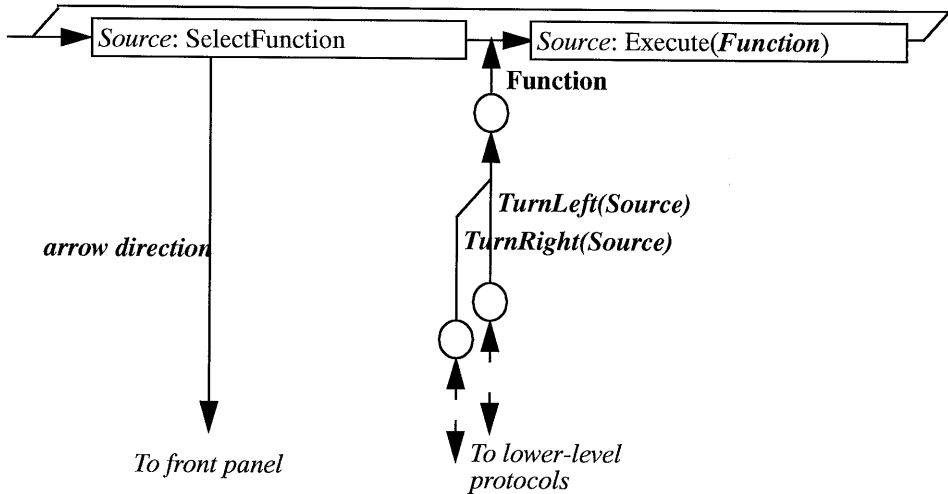 Source: SelectFunction
Source: Execute(Function)
Function
TurnLeft(Source)
TurnRight(Source)
arrow direction
To front panel
To lower-level
protocols